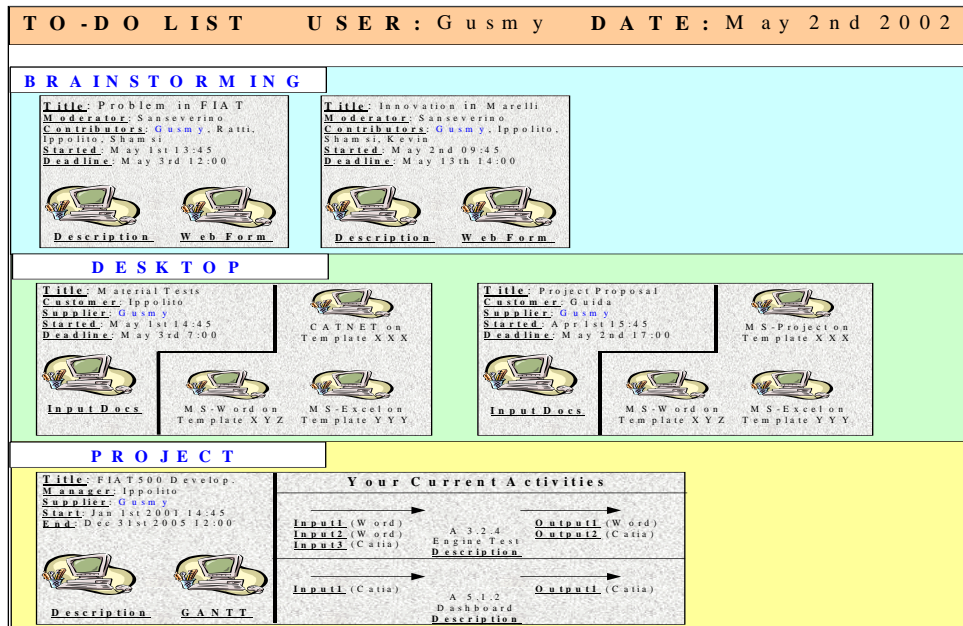 TO-DO LIST USER: Gusmy DATE: May 2nd 2002
BRAINSTORMING
Title: Problem in FIAT
Moderator: Sanseverino
Contributors: Gusmy, Ratti,
Ippolito, Shamsi
Started: May 1st 13:45
Deadline: May 3rd 12:00
Description Web Form
Title: Innovation in Marelli
Moderator: Sanseverino
Contributors: Gusmy, Ippolito,
Shamsi, Kevin
Started: May 2nd 09:45
Deadline: May 13th 14:00
Description Web Form
DESKTOP
Title: Material Tests
Customer: Ippolito
Supplier: Gusmy
Started: May 1st 14:45
Deadline: May 3rd 7:00
CATNET on
Template XXX
Input Docs
MS-Word on
Template XYZ
MS-Excel on
Template YYY
Title: Project Proposal
Customer: Guida
Supplier: Gusmy
Started: Apr 1st 15:45
Deadline: May 2nd 17:00
MS-Project on
Template XXX
Input Docs
MS-Word on
Template XYZ
MS-Excel on
Template YYY
PROJECT
Title: FIAT500 Develop.
Manager: Ippolito
Supplier: Gusmy
Start: Jan 1st 2001 14:45
End: Dec 31st 2005 12:00
Description GANTT
Your Current Activities
Input1 (Word)
Input2 (Word)
Input3 (Catia)
A 3.2.4
Engine Test
Description
Output1 (Word)
Output2 (Catia)
Input1 (Catia)
A 5.1.2
Dashboard
Description
Output1 (Catia)